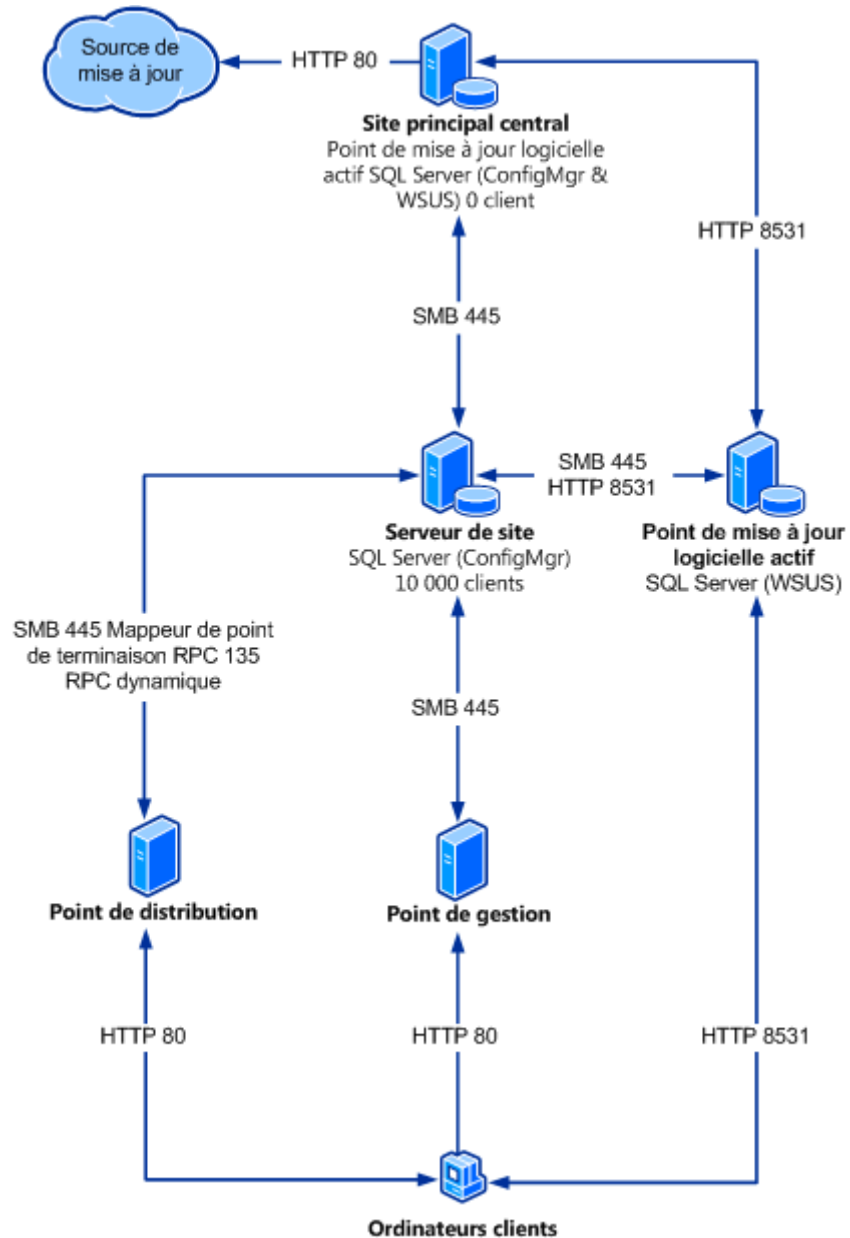 Source de
mise à jour
HTTP 80
Site principal central
Point de mise à jour logicielle
actif SQL Server (ConfigMgr &
WSUS) 0 client
HTTP 8531
SMB 445
SMB 445
HTTP 8531
Serveur de site
SQL Server (ConfigMgr)
10 000 clients
Point de mise à jour
logicielle actif
SQL Server (WSUS)
SMB 445 Mappeur de point
de terminaison RPC 135
RPC dynamique
SMB 445
Point de distribution
Point de gestion
HTTP 80
HTTP 80
HTTP 8531
Ordinateurs clients